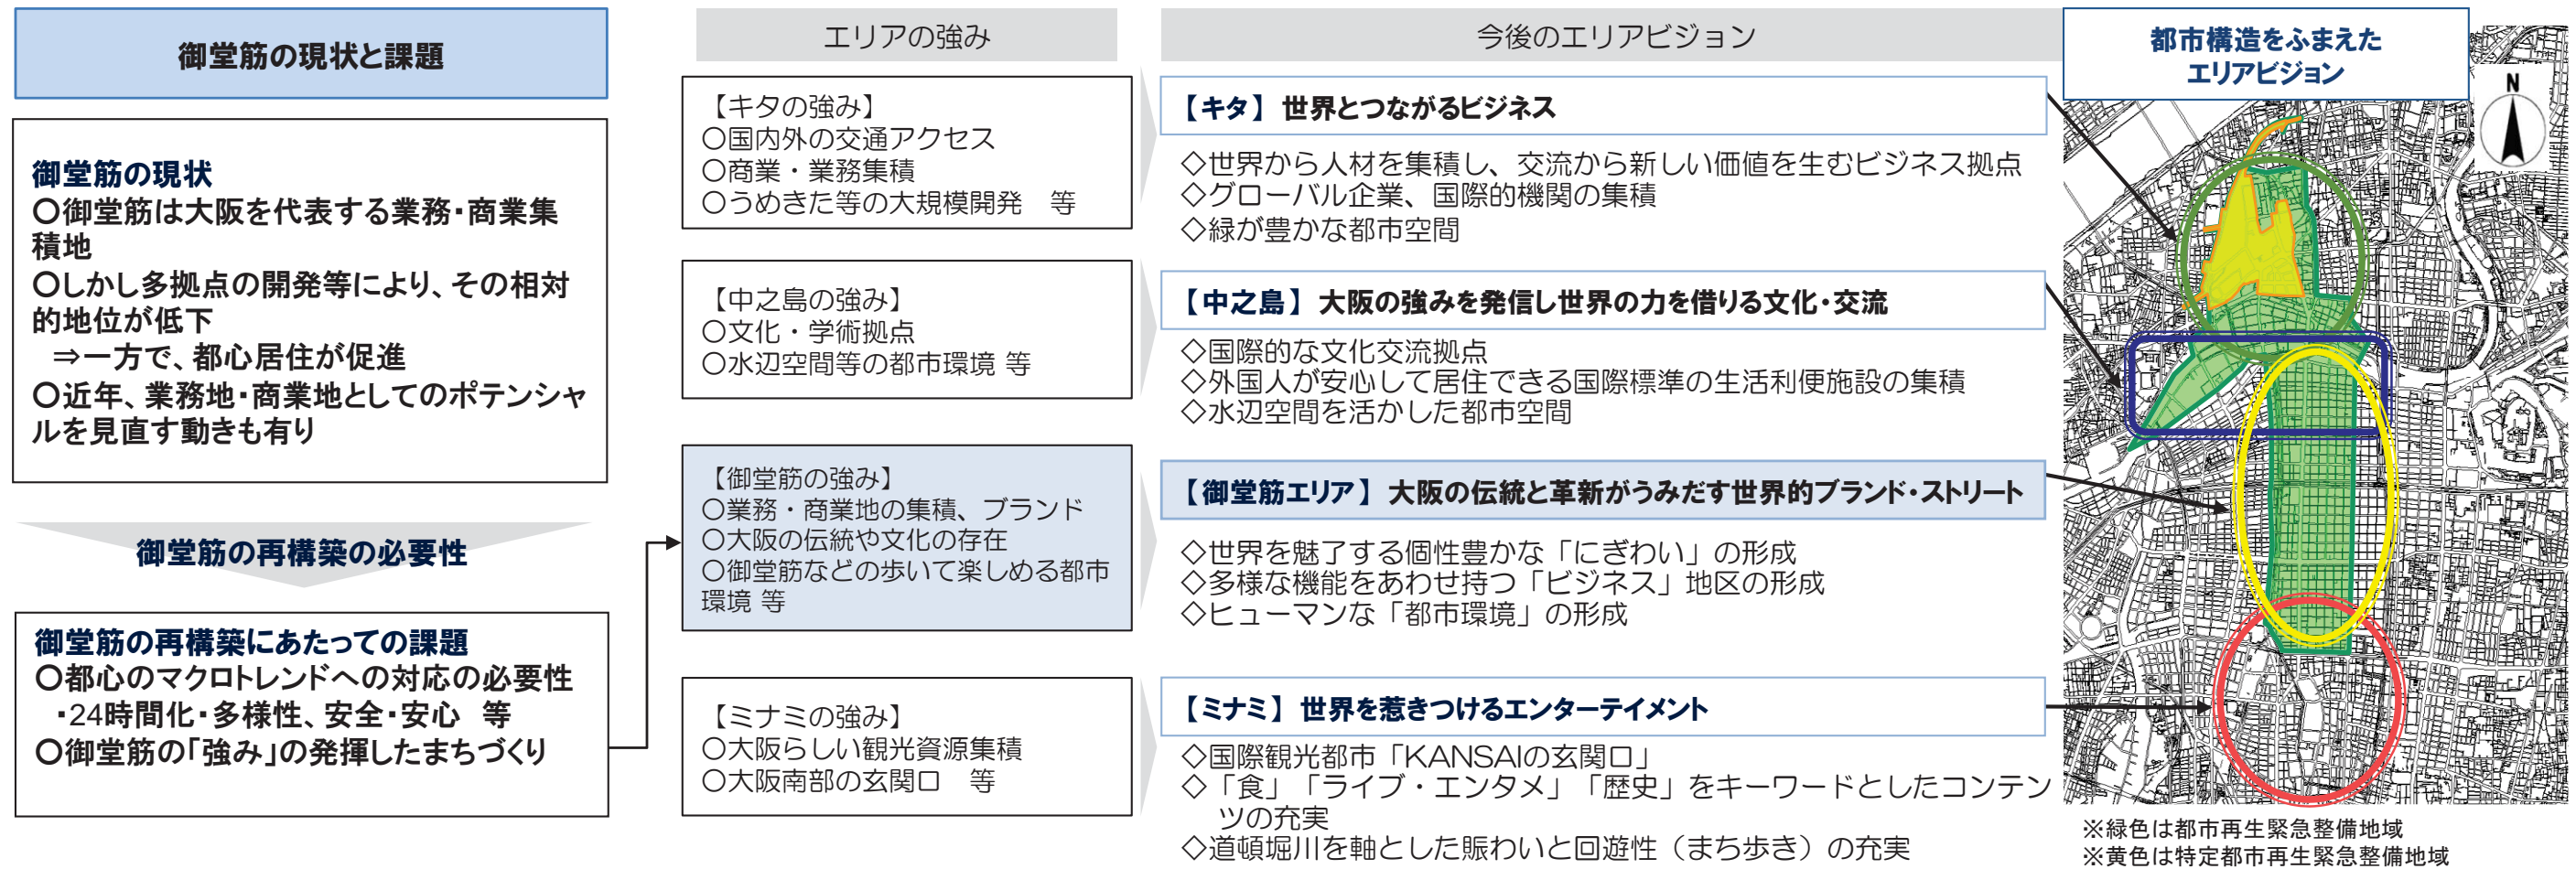 御堂筋の現状と課題
御堂筋の現状
○御堂筋は大阪を代表する業務・商業集
積地
○しかし多拠点の開発等により、その相対
的地位が低下
⇒一方で、都心居住が促進
○近年、業務地・商業地としてのポテンシャ
ルを見直す動きも有り
御堂筋の再構築の必要性
御堂筋の再構築にあたっての課題
○都心のマクロトレンドへの対応の必要性
・24時間化・多様性、安全・安心 等
○御堂筋の「強み」の発揮したまちづくり
エリアの強み
【キタの強み】
○国内外の交通アクセス
○商業・業務集積
○うめきた等の大規模開発 等
【中之島の強み】
○文化・学術拠点
○水辺空間等の都市環境 等
【御堂筋の強み】
○業務・商業地の集積、ブランド
○大阪の伝統や文化の存在
○御堂筋などの歩いて楽しめる都市
環境 等
【ミナミの強み】
○大阪らしい観光資源集積
○大阪南部の玄関口 等
今後のエリアビジョン
【キタ】世界とつながるビジネス
◇世界から人材を集積し、交流から新しい価値を生むビジネス拠点
◇グローバル企業、国際的機関の集積
◇緑が豊かな都市空間
【中之島】大阪の強みを発信し世界の力を借りる文化・交流
◇国際的な文化交流拠点
◇外国人が安心して居住できる国際標準の生活利便施設の集積
◇水辺空間を活かした都市空間
【御堂筋エリア】大阪の伝統と革新がうみだす世界的ブランド・ストリート
◇世界を魅了する個性豊かな「にぎわい」の形成
◇多様な機能をあわせ持つ「ビジネス」地区の形成
◇ヒューマンな「都市環境」の形成
【ミナミ】世界を惹きつけるエンターテイメント
◇国際観光都市「KANSAIの玄関口」
◇「食」「ライブ・エンタメ」「歴史」をキーワードとしたコンテン
ツの充実
◇道頓堀川を軸とした賑わいと回遊性（まち歩き）の充実
都市構造をふまえた
エリアビジョン
N
※緑色は都市再生緊急整備地域
※黄色は特定都市再生緊急整備地域